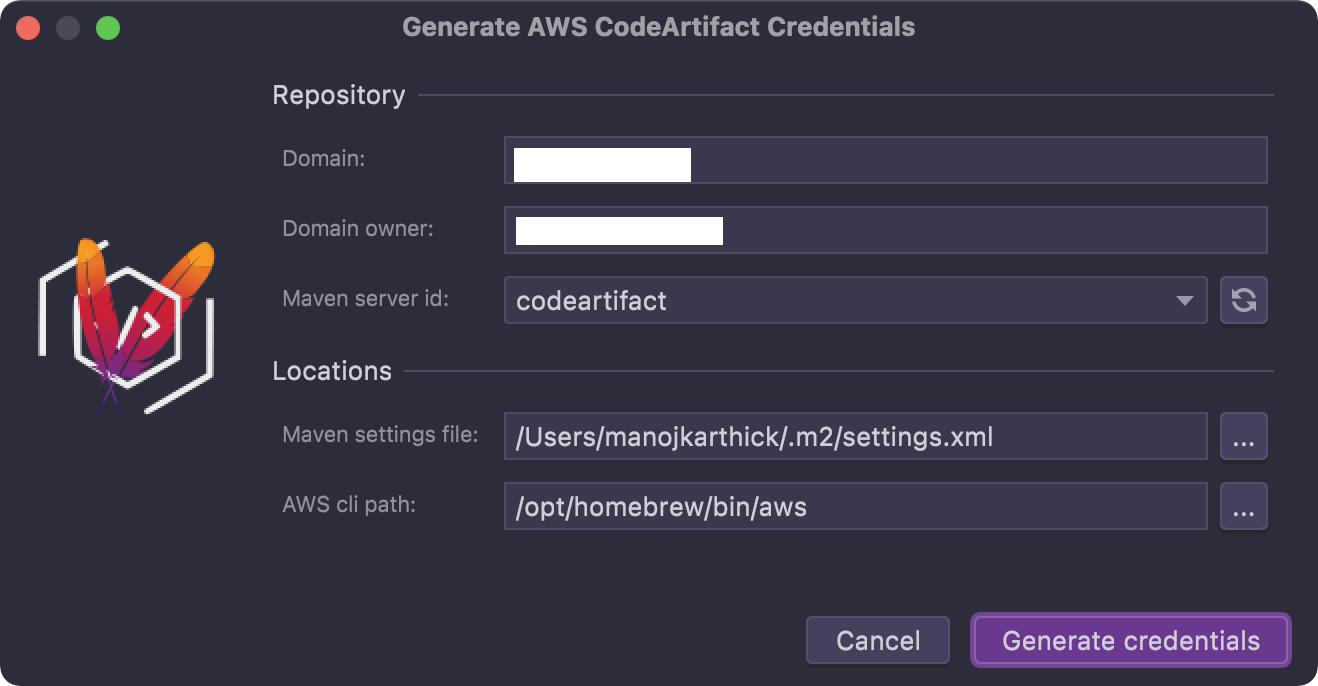 Generate AWS CodeArtifact Credentials
Repository
Domain:
Domain owner:
Maven server id: codeartifact
Locations
Maven settings file: /Users/manojkarthick/.m2/settings.xml ...
AWS cli path: /opt/homebrew/bin/aws ...
Cancel Generate credentials